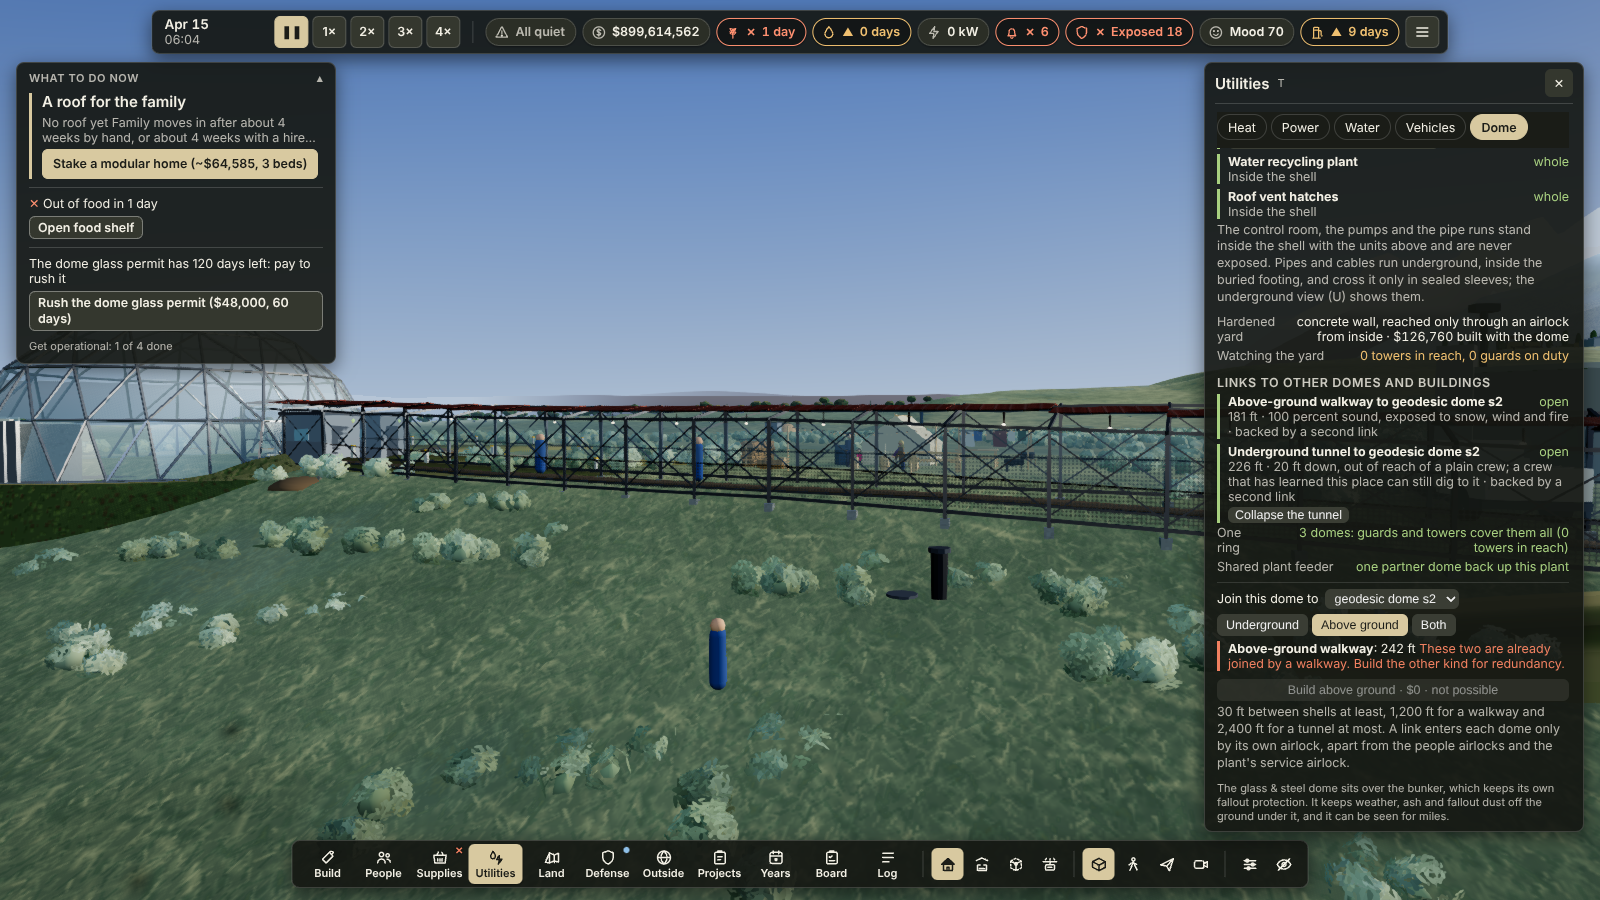 Apr 15
06:04
1×
2×
3×
4×
All quiet
$899,614,562
× 1 day
0 days
0 kW
× 6
× Exposed 18
Mood 70
9 days
WHAT TO DO NOW
A roof for the family
No roof yet Family moves in after about 4
weeks by hand, or about 4 weeks with a hire...
Stake a modular home (~$64,585, 3 beds)
× Out of food in 1 day
Open food shelf
The dome glass permit has 120 days left: pay to
rush it
Rush the dome glass permit ($48,000, 60
days)
Get operational: 1 of 4 done
Utilities T
×
Heat
Power
Water
Vehicles
Dome
Water recycling plant whole
Inside the shell
Roof vent hatches whole
Inside the shell
The control room, the pumps and the pipe runs stand
inside the shell with the units above and are never
exposed. Pipes and cables run underground, inside the
buried footing, and cross it only in sealed sleeves; the
underground view (U) shows them.
Hardened concrete wall, reached only through an airlock
yard from inside · $126,760 built with the dome
Watching the yard 0 towers in reach, 0 guards on duty
LINKS TO OTHER DOMES AND BUILDINGS
Above-ground walkway to geodesic dome s2 open
181 ft · 100 percent sound, exposed to snow, wind and fire
· backed by a second link
Underground tunnel to geodesic dome s2 open
226 ft · 20 ft down, out of reach of a plain crew; a crew
that has learned this place can still dig to it · backed by a
second link
Collapse the tunnel
One 3 domes: guards and towers cover them all (0
ring towers in reach)
Shared plant feeder one partner dome back up this plant
Join this dome to geodesic dome s2
Underground
Above ground
Both
Above-ground walkway: 242 ft These two are already
joined by a walkway. Build the other kind for redundancy.
Build above ground · $0 · not possible
30 ft between shells at least, 1,200 ft for a walkway and
2,400 ft for a tunnel at most. A link enters each dome only
by its own airlock, apart from the people airlocks and the
plant's service airlock.
The glass & steel dome sits over the bunker, which keeps its own
fallout protection. It keeps weather, ash and fallout dust off the
ground under it, and it can be seen for miles.
Build
People
Supplies
Utilities
Land
Defense
Outside
Projects
Years
Board
Log